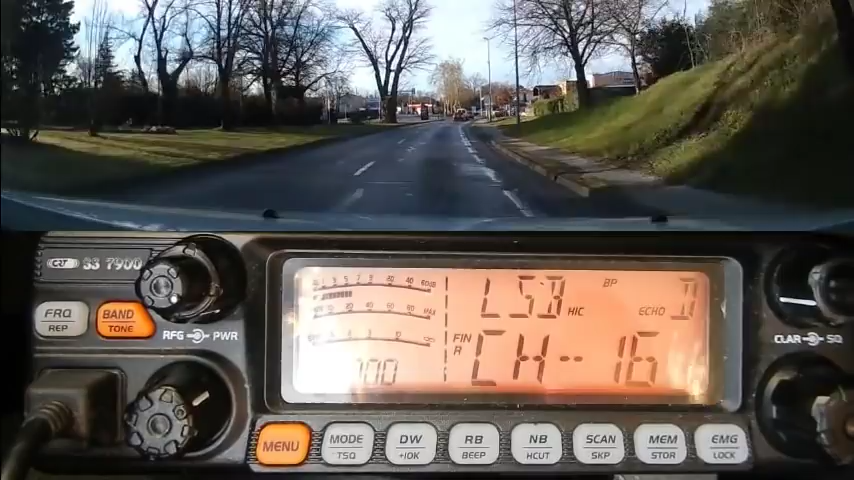 CRT SS 7900
FRQ
REP
BAND
TONE
RFG PWR
LSB
HIC
BP
ECHO
D
FIN
R
CH--16
700
CLAR SQ
MENU
MODE
TSQ
DW
+10K
RB
BEEP
NB
HCUT
SCAN
SKP
MEM
STOR
EMG
LOCK